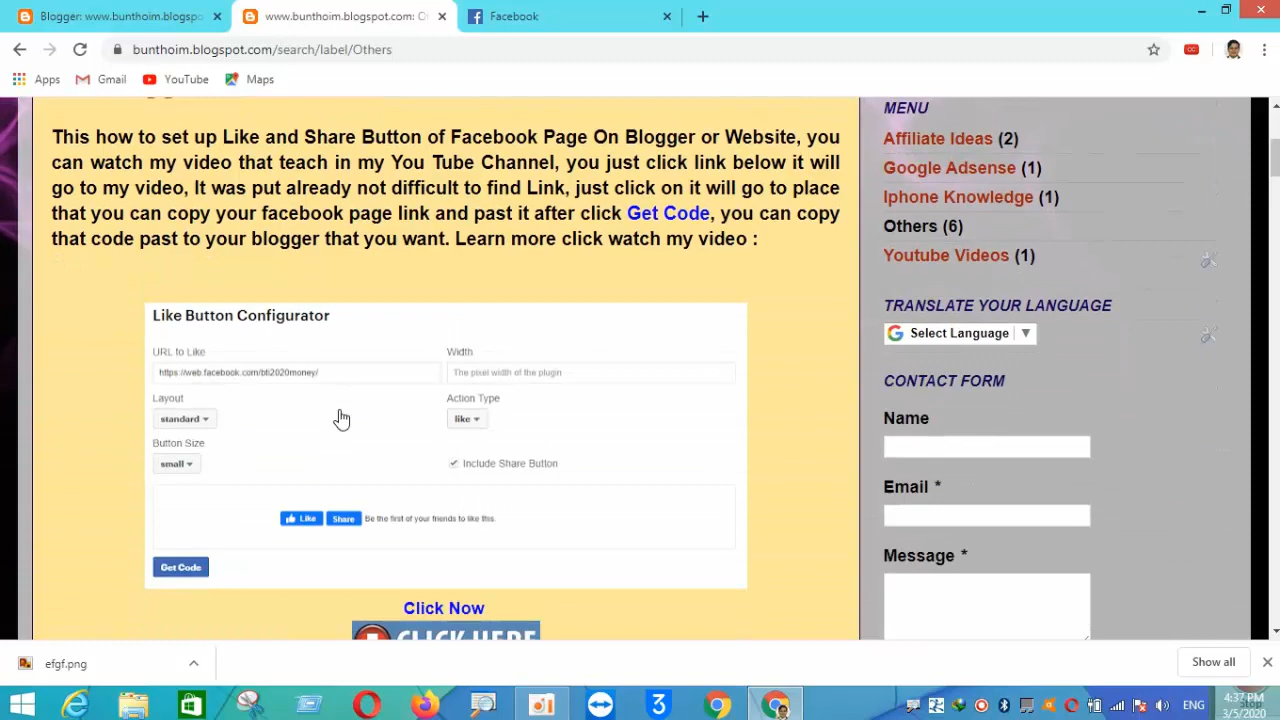 Blogger: www.bunthoim.blogspo
www.bunthoim.blogspot.com: O
Facebook
bunthoim.blogspot.com/search/label/Others
Apps
Gmail
YouTube
Maps
This how to set up Like and Share Button of Facebook Page On Blogger or Website, you
can watch my video that teach in my You Tube Channel, you just click link below it will
go to my video, It was put already not difficult to find Link, just click on it will go to place
that you can copy your facebook page link and past it after click Get Code, you can copy
that code past to your blogger that you want. Learn more click watch my video :
Like Button Configurator
URL to Like
Width
https://web.facebook.com/bti2020money/
The pixel width of the plugin
Layout
Action Type
standard
like
Button Size
small
Include Share Button
Like
Share
Be the first of your friends to like this.
Get Code
Click Now
CLICK HERE
MENU
Affiliate Ideas (2)
Google Adsense (1)
Iphone Knowledge (1)
Others (6)
Youtube Videos (1)
TRANSLATE YOUR LANGUAGE
Select Language
CONTACT FORM
Name
Email *
Message *
efgf.png
Show all
ENG
4:37 PM
3/5/2020